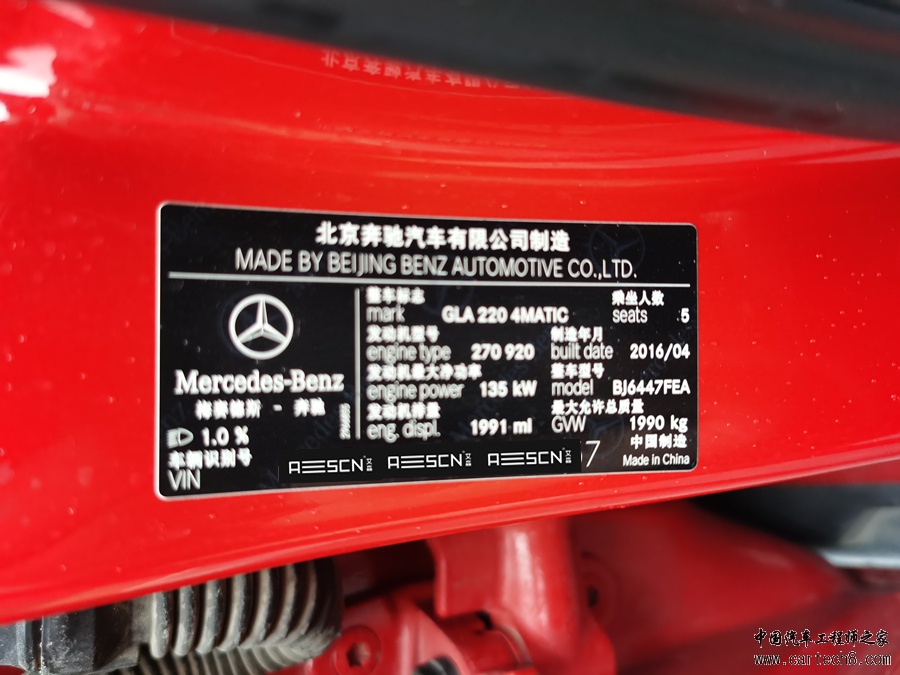 北京奔驰汽车有限公司制造
MADE BY BEIJING BENZ AUTOMOTIVE CO.,LTD.
Mercedes-Benz
梅赛德斯 - 奔驰
1.0 %
整车标志
mark GLA 220 4MATIC
乘坐人数
seats 5
发动机型号
engine type 270 920
制造年月
built date 2016/04
发动机最大净功率
engine power 135 kW
整车型号
model BJ6447FEA
发动机排量
eng. displ. 1991 ml
最大允许总质量
GVW 1990 kg
车辆识别号
VIN
AESCN AESCN AESCN 7
中国制造
Made in China
中国汽车工程师之家
www.cartech8.com